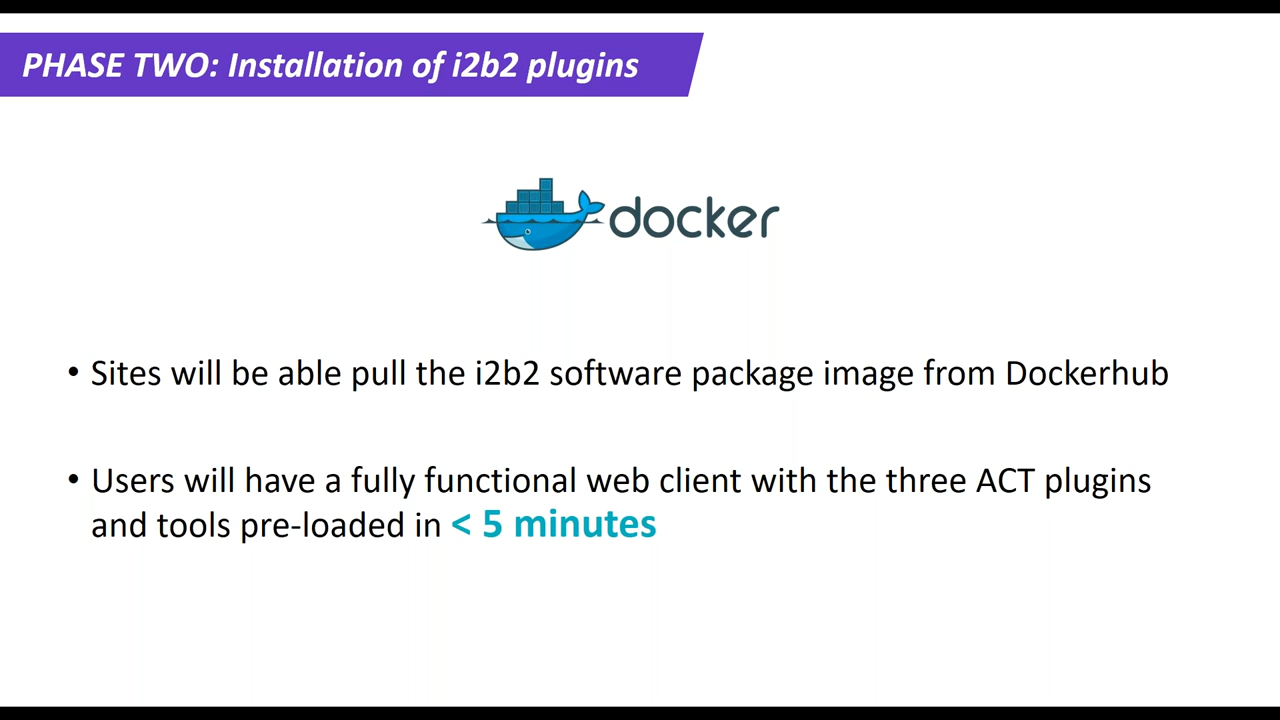 PHASE TWO: Installation of i2b2 plugins
docker
• Sites will be able pull the i2b2 software package image from Dockerhub
• Users will have a fully functional web client with the three ACT plugins
and tools pre-loaded in < 5 minutes